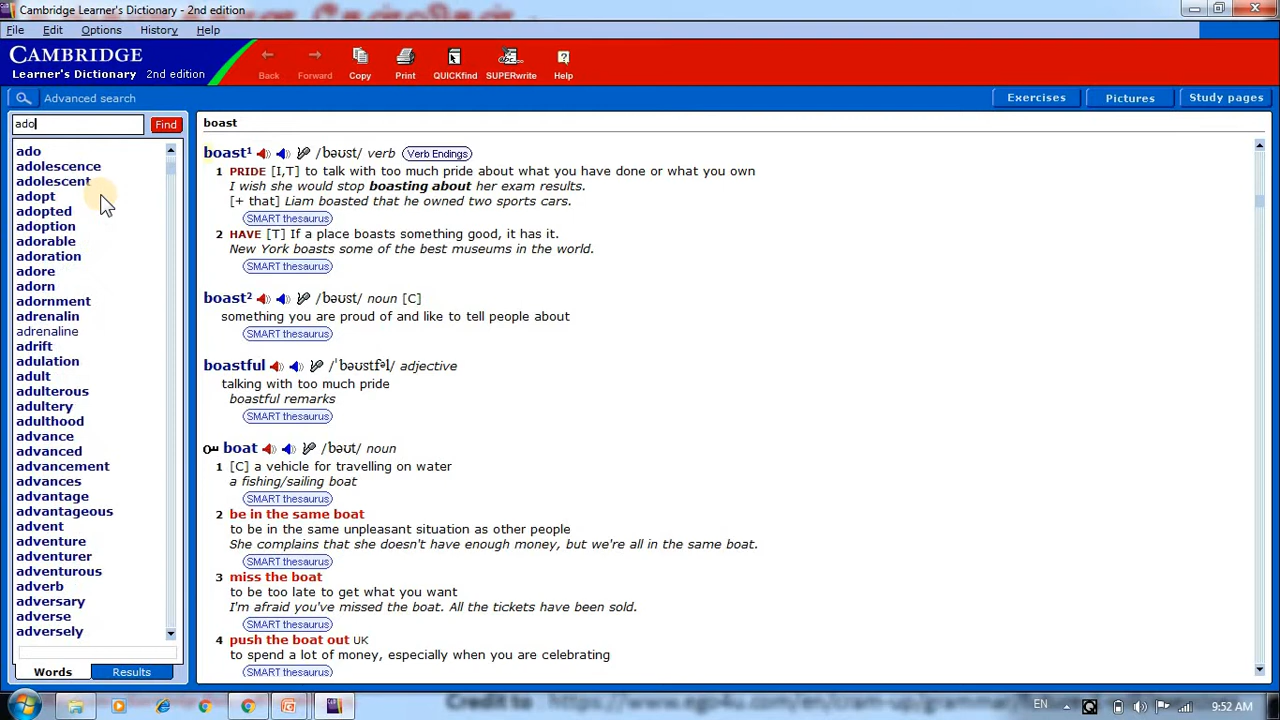 Cambridge Learner's Dictionary - 2nd edition
File Edit Options History Help
CAMBRIDGE
Learner's Dictionary 2nd edition
Back Forward Copy Print QUICKfind SUPERwrite Help
Advanced search
Exercises Pictures Study pages
ado Find
ado
adolescence
adolescent
adopt
adopted
adoption
adorable
adoration
adore
adorn
adornment
adrenalin
adrenaline
adrift
adulation
adult
adulterous
adultery
adulthood
advance
advanced
advancement
advances
advantage
advantageous
advent
adventure
adventurer
adventurous
adverb
adversary
adverse
adversely
Words Results
boast
boast¹ /bəʊst/ verb Verb Endings
1 PRIDE [I,T] to talk with too much pride about what you have done or what you own
I wish she would stop boasting about her exam results.
[+ that] Liam boasted that he owned two sports cars.
SMART thesaurus
2 HAVE [T] If a place boasts something good, it has it.
New York boasts some of the best museums in the world.
SMART thesaurus
boast² /bəʊst/ noun [C]
something you are proud of and like to tell people about
SMART thesaurus
boastful /ˈbəʊstfᵊl/ adjective
talking with too much pride
boastful remarks
SMART thesaurus
boat /bəʊt/ noun
1 [C] a vehicle for travelling on water
a fishing/sailing boat
SMART thesaurus
2 be in the same boat
to be in the same unpleasant situation as other people
She complains that she doesn't have enough money, but we're all in the same boat.
SMART thesaurus
3 miss the boat
to be too late to get what you want
I'm afraid you've missed the boat. All the tickets have been sold.
SMART thesaurus
4 push the boat out UK
to spend a lot of money, especially when you are celebrating
SMART thesaurus
EN 9:52 AM